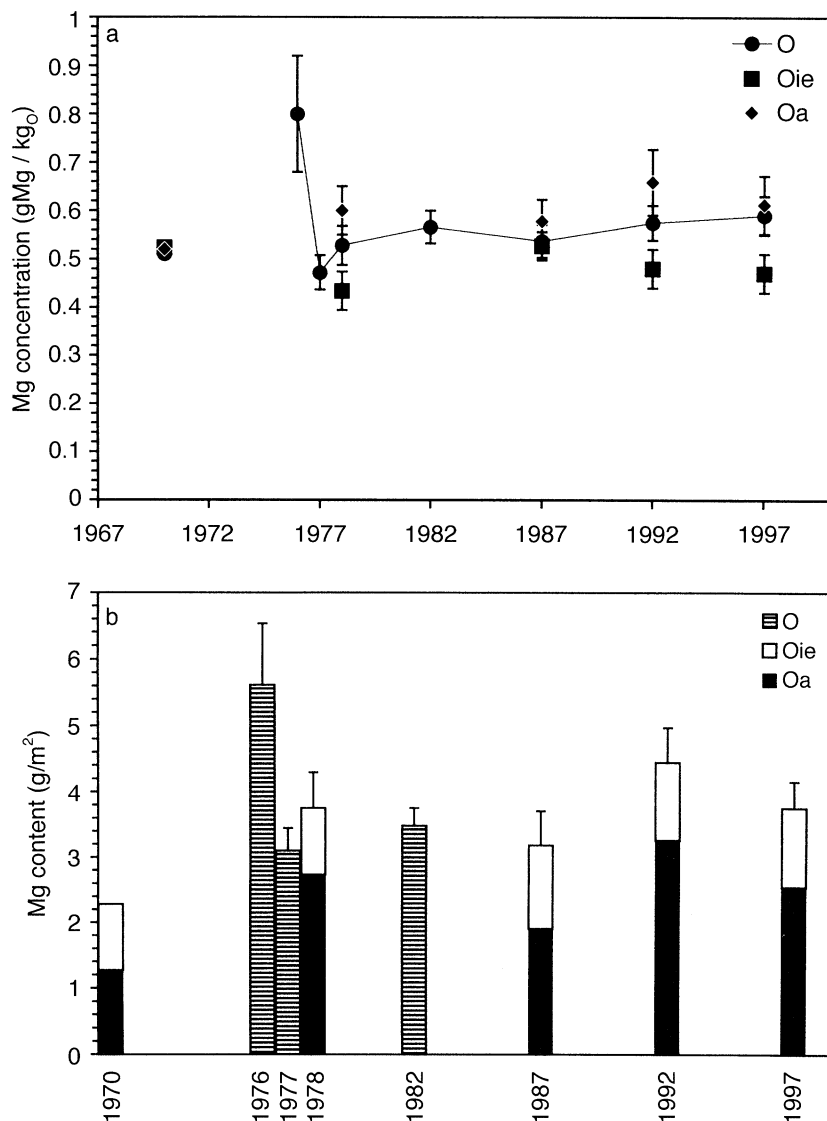 a
O
Oie
Oa
Mg concentration (gMg / kgO)
1
0.9
0.8
0.7
0.6
0.5
0.4
0.3
0.2
0.1
0
1967 1972 1977 1982 1987 1992 1997
b
O
Oie
Oa
Mg content (g/m²)
7
6
5
4
3
2
1
0
1970 1976 1977 1978 1982 1987 1992 1997